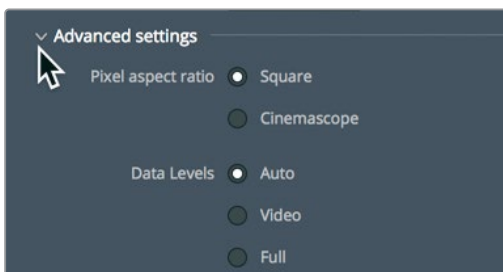 Advanced settings
Pixel aspect ratio Square
Cinemascope
Data Levels Auto
Video
Full